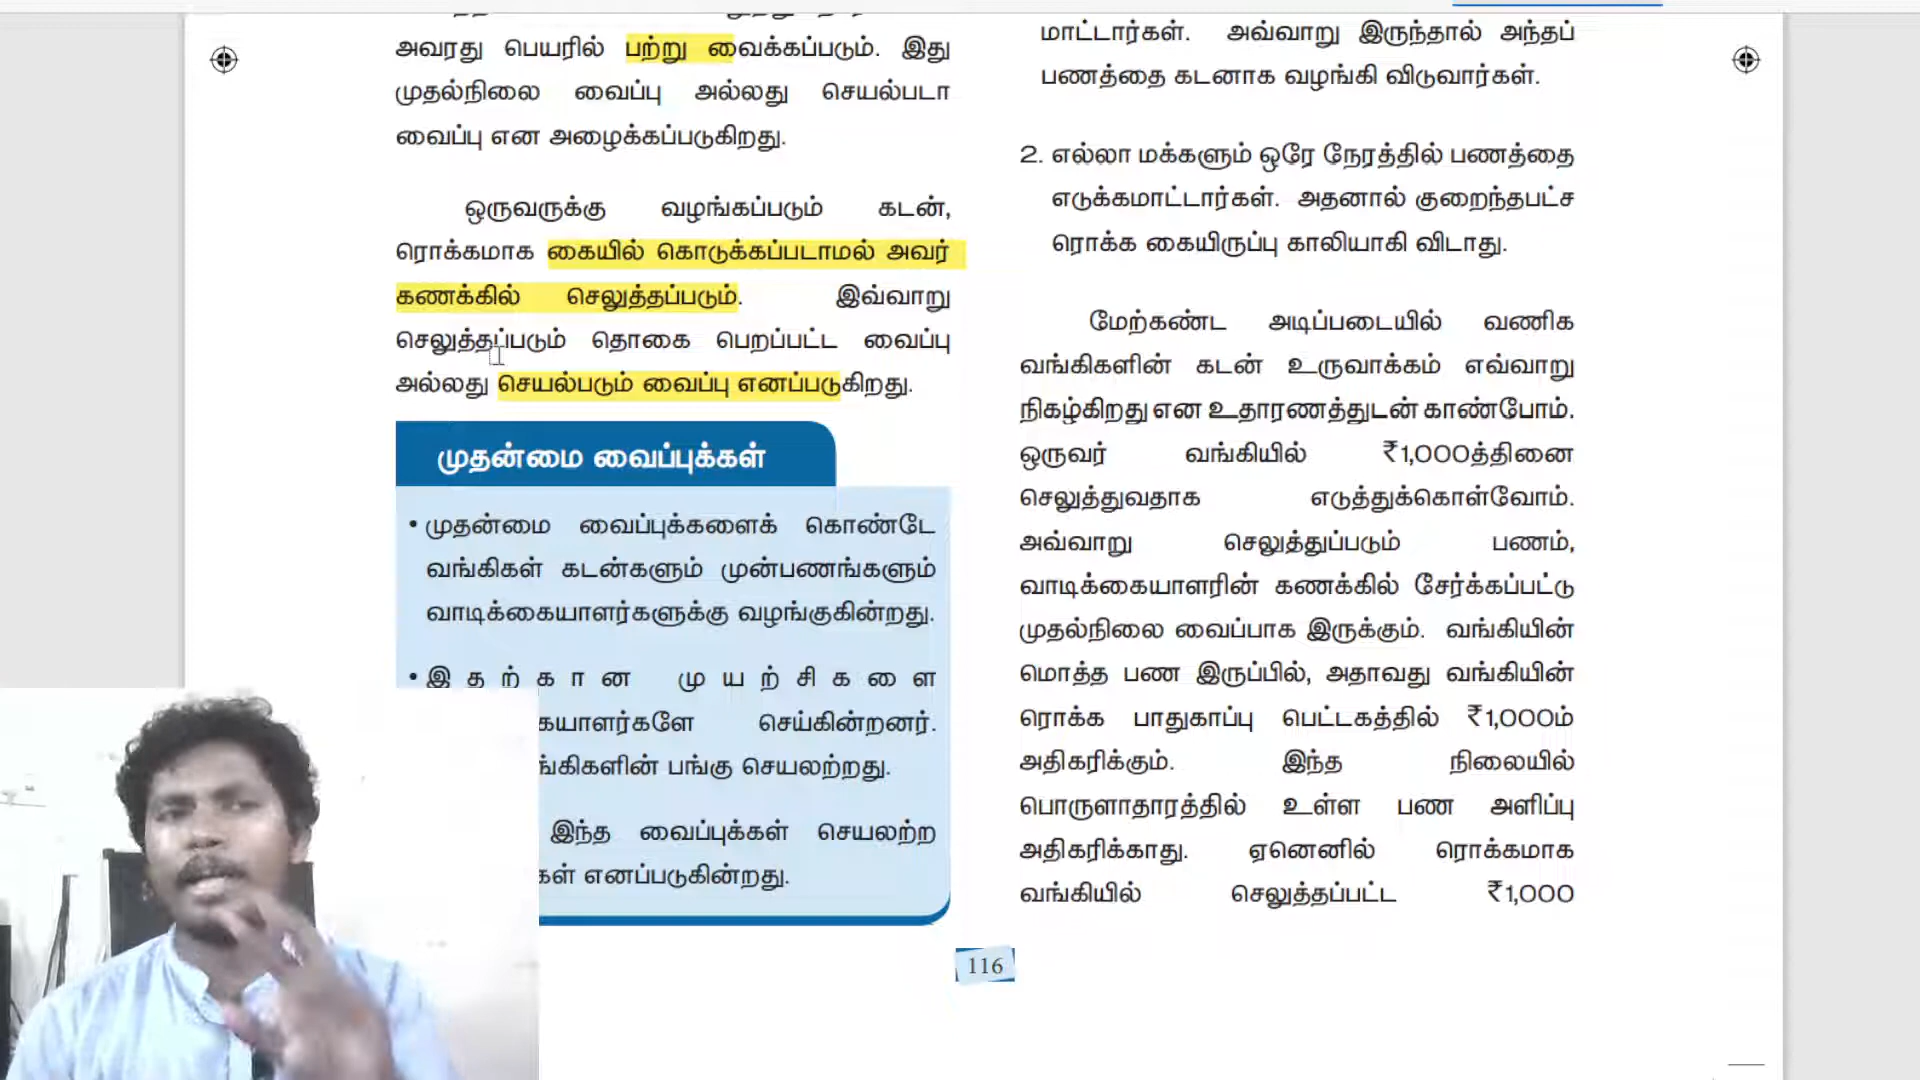 அவரது பெயரில் பற்று வைக்கப்படும். இது
முதல்நிலை வைப்பு அல்லது செயல்படா
வைப்பு என அழைக்கப்படுகிறது.
ஒருவருக்கு வழங்கப்படும் கடன்,
ரொக்கமாக கையில் கொடுக்கப்படாமல் அவர்
கணக்கில் செலுத்தப்படும். இவ்வாறு
செலுத்தப்படும் தொகை பெறப்பட்ட வைப்பு
அல்லது செயல்படும் வைப்பு எனப்படுகிறது.
முதன்மை வைப்புக்கள்
• முதன்மை வைப்புக்களைக் கொண்டே
வங்கிகள் கடன்களும் முன்பணங்களும்
வாடிக்கையாளர்களுக்கு வழங்குகின்றது.
• இதற்கான முயற்சிகளை
கயாளர்களே செய்கின்றனர்.
ங்கிகளின் பங்கு செயலற்றது.
இந்த வைப்புக்கள் செயலற்ற
கள் எனப்படுகின்றது.
மாட்டார்கள். அவ்வாறு இருந்தால் அந்தப்
பணத்தை கடனாக வழங்கி விடுவார்கள்.
2. எல்லா மக்களும் ஒரே நேரத்தில் பணத்தை
எடுக்கமாட்டார்கள். அதனால் குறைந்தபட்ச
ரொக்க கையிருப்பு காலியாகி விடாது.
மேற்கண்ட அடிப்படையில் வணிக
வங்கிகளின் கடன் உருவாக்கம் எவ்வாறு
நிகழ்கிறது என உதாரணத்துடன் காண்போம்.
ஒருவர் வங்கியில் ₹1,000த்தினை
செலுத்துவதாக எடுத்துக்கொள்வோம்.
அவ்வாறு செலுத்துப்படும் பணம்,
வாடிக்கையாளரின் கணக்கில் சேர்க்கப்பட்டு
முதல்நிலை வைப்பாக இருக்கும். வங்கியின்
மொத்த பண இருப்பில், அதாவது வங்கியின்
ரொக்க பாதுகாப்பு பெட்டகத்தில் ₹1,000ம்
அதிகரிக்கும். இந்த நிலையில்
பொருளாதாரத்தில் உள்ள பண அளிப்பு
அதிகரிக்காது. ஏனெனில் ரொக்கமாக
வங்கியில் செலுத்தப்பட்ட ₹1,000
116